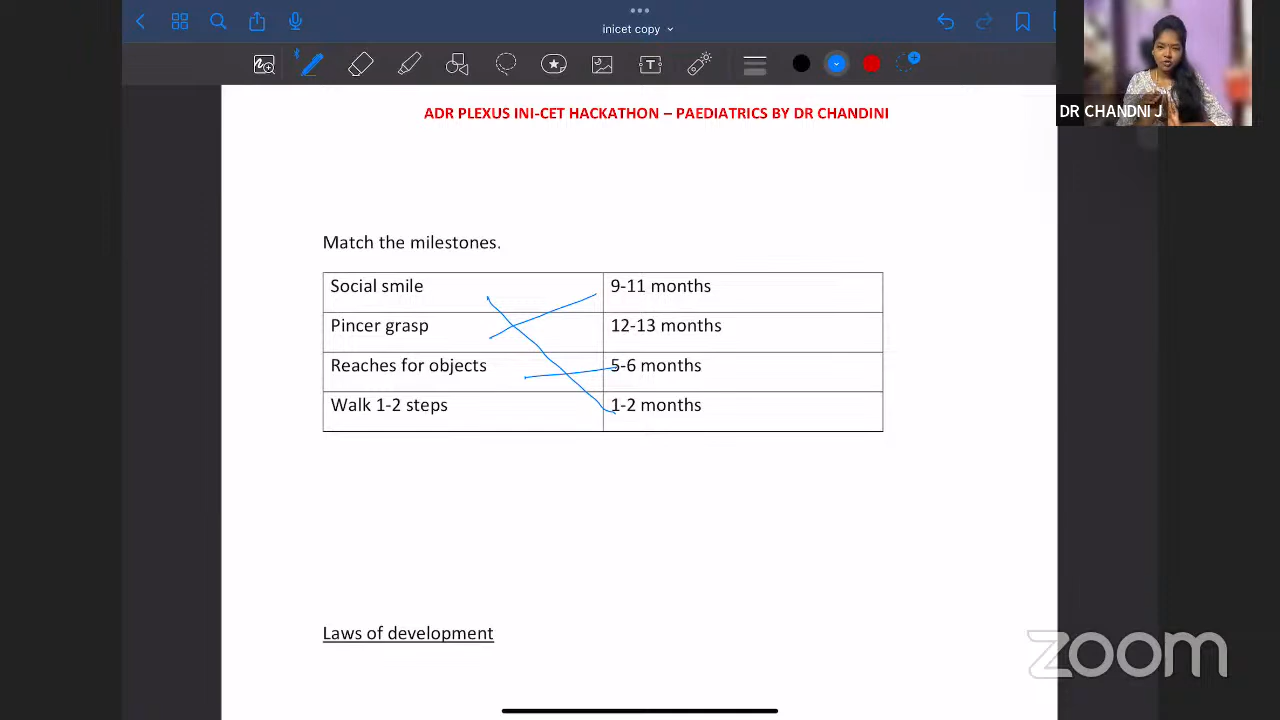 inicet copy
DR CHANDNI J
ADR PLEXUS INI-CET HACKATHON – PAEDIATRICS BY DR CHANDINI
Match the milestones.
Social smile 9-11 months
Pincer grasp 12-13 months
Reaches for objects 5-6 months
Walk 1-2 steps 1-2 months
Laws of development
zoom